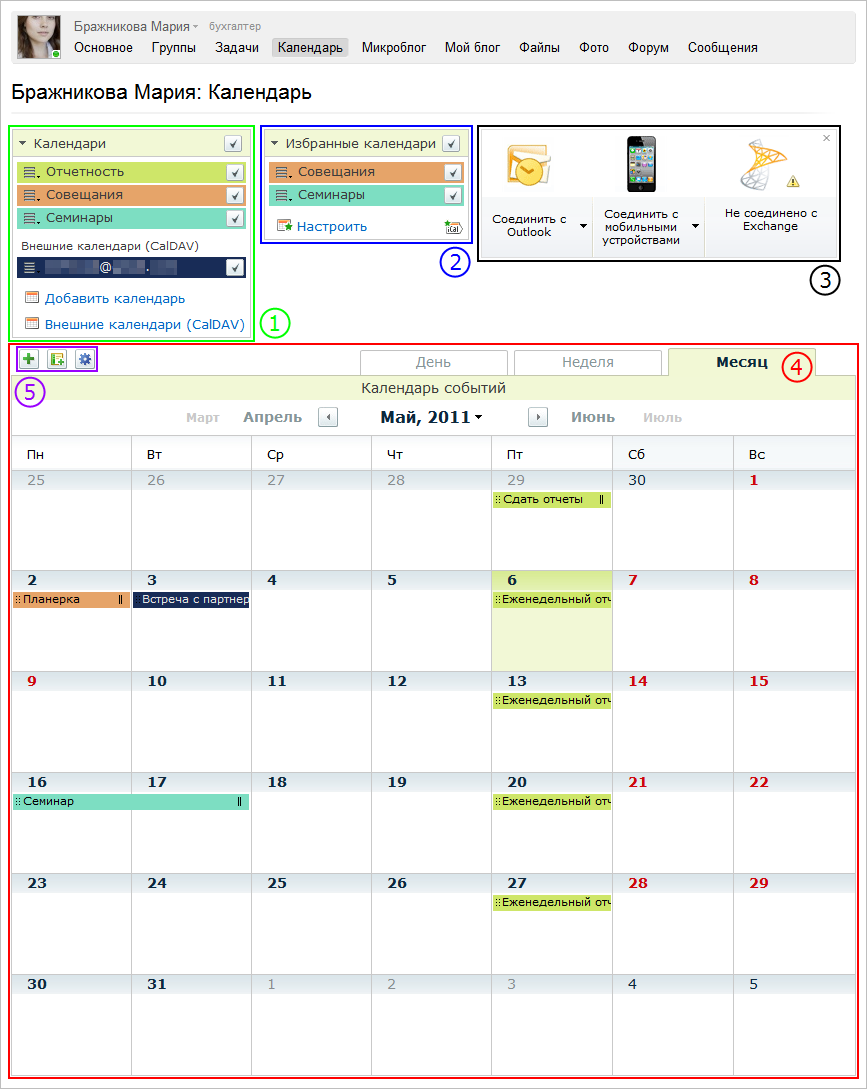 Бражникова Мария бухгалтер
Основное Группы Задачи Календарь Микроблог Мой блог Файлы Фото Форум Сообщения
Бражникова Мария: Календарь
Календари
Отчетность
Совещания
Семинары
Внешние календари (CalDAV)
@ .
Добавить календарь
Внешние календари (CalDAV)
1
Избранные календари
Совещания
Семинары
Настроить
iCal
2
Соединить с
Outlook
Соединить с
мобильными
устройствами
Не соединено с
Exchange
3
День Неделя Месяц 4
5
Календарь событий
Март Апрель Май, 2011 Июнь Июль
Пн Вт Ср Чт Пт Сб Вс
25 26 27 28 29 30 1
Сдать отчеты
2 3 4 5 6 7 8
Планерка Встреча с партнер Еженедельный отч
9 10 11 12 13 14 15
Еженедельный отч
16 17 18 19 20 21 22
Семинар Еженедельный отч
23 24 25 26 27 28 29
Еженедельный отч
30 31 1 2 3 4 5